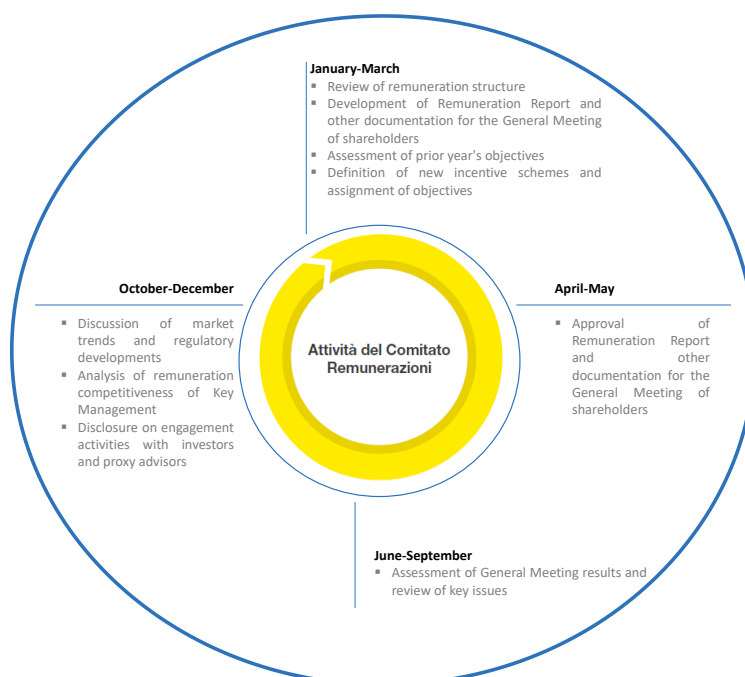 January-March
▪ Review of remuneration structure
▪ Development of Remuneration Report and
other documentation for the General Meeting
of shareholders
▪ Assessment of prior year's objectives
▪ Definition of new incentive schemes and
assignment of objectives
October-December
▪ Discussion of market
trends and regulatory
developments
▪ Analysis of remuneration
competitiveness of Key
Management
▪ Disclosure on engagement
activities with investors
and proxy advisors
Attività del Comitato
Remunerazioni
April-May
▪ Approval of
Remuneration Report
and other
documentation for the
General Meeting of
shareholders
June-September
▪ Assessment of General Meeting results and
review of key issues